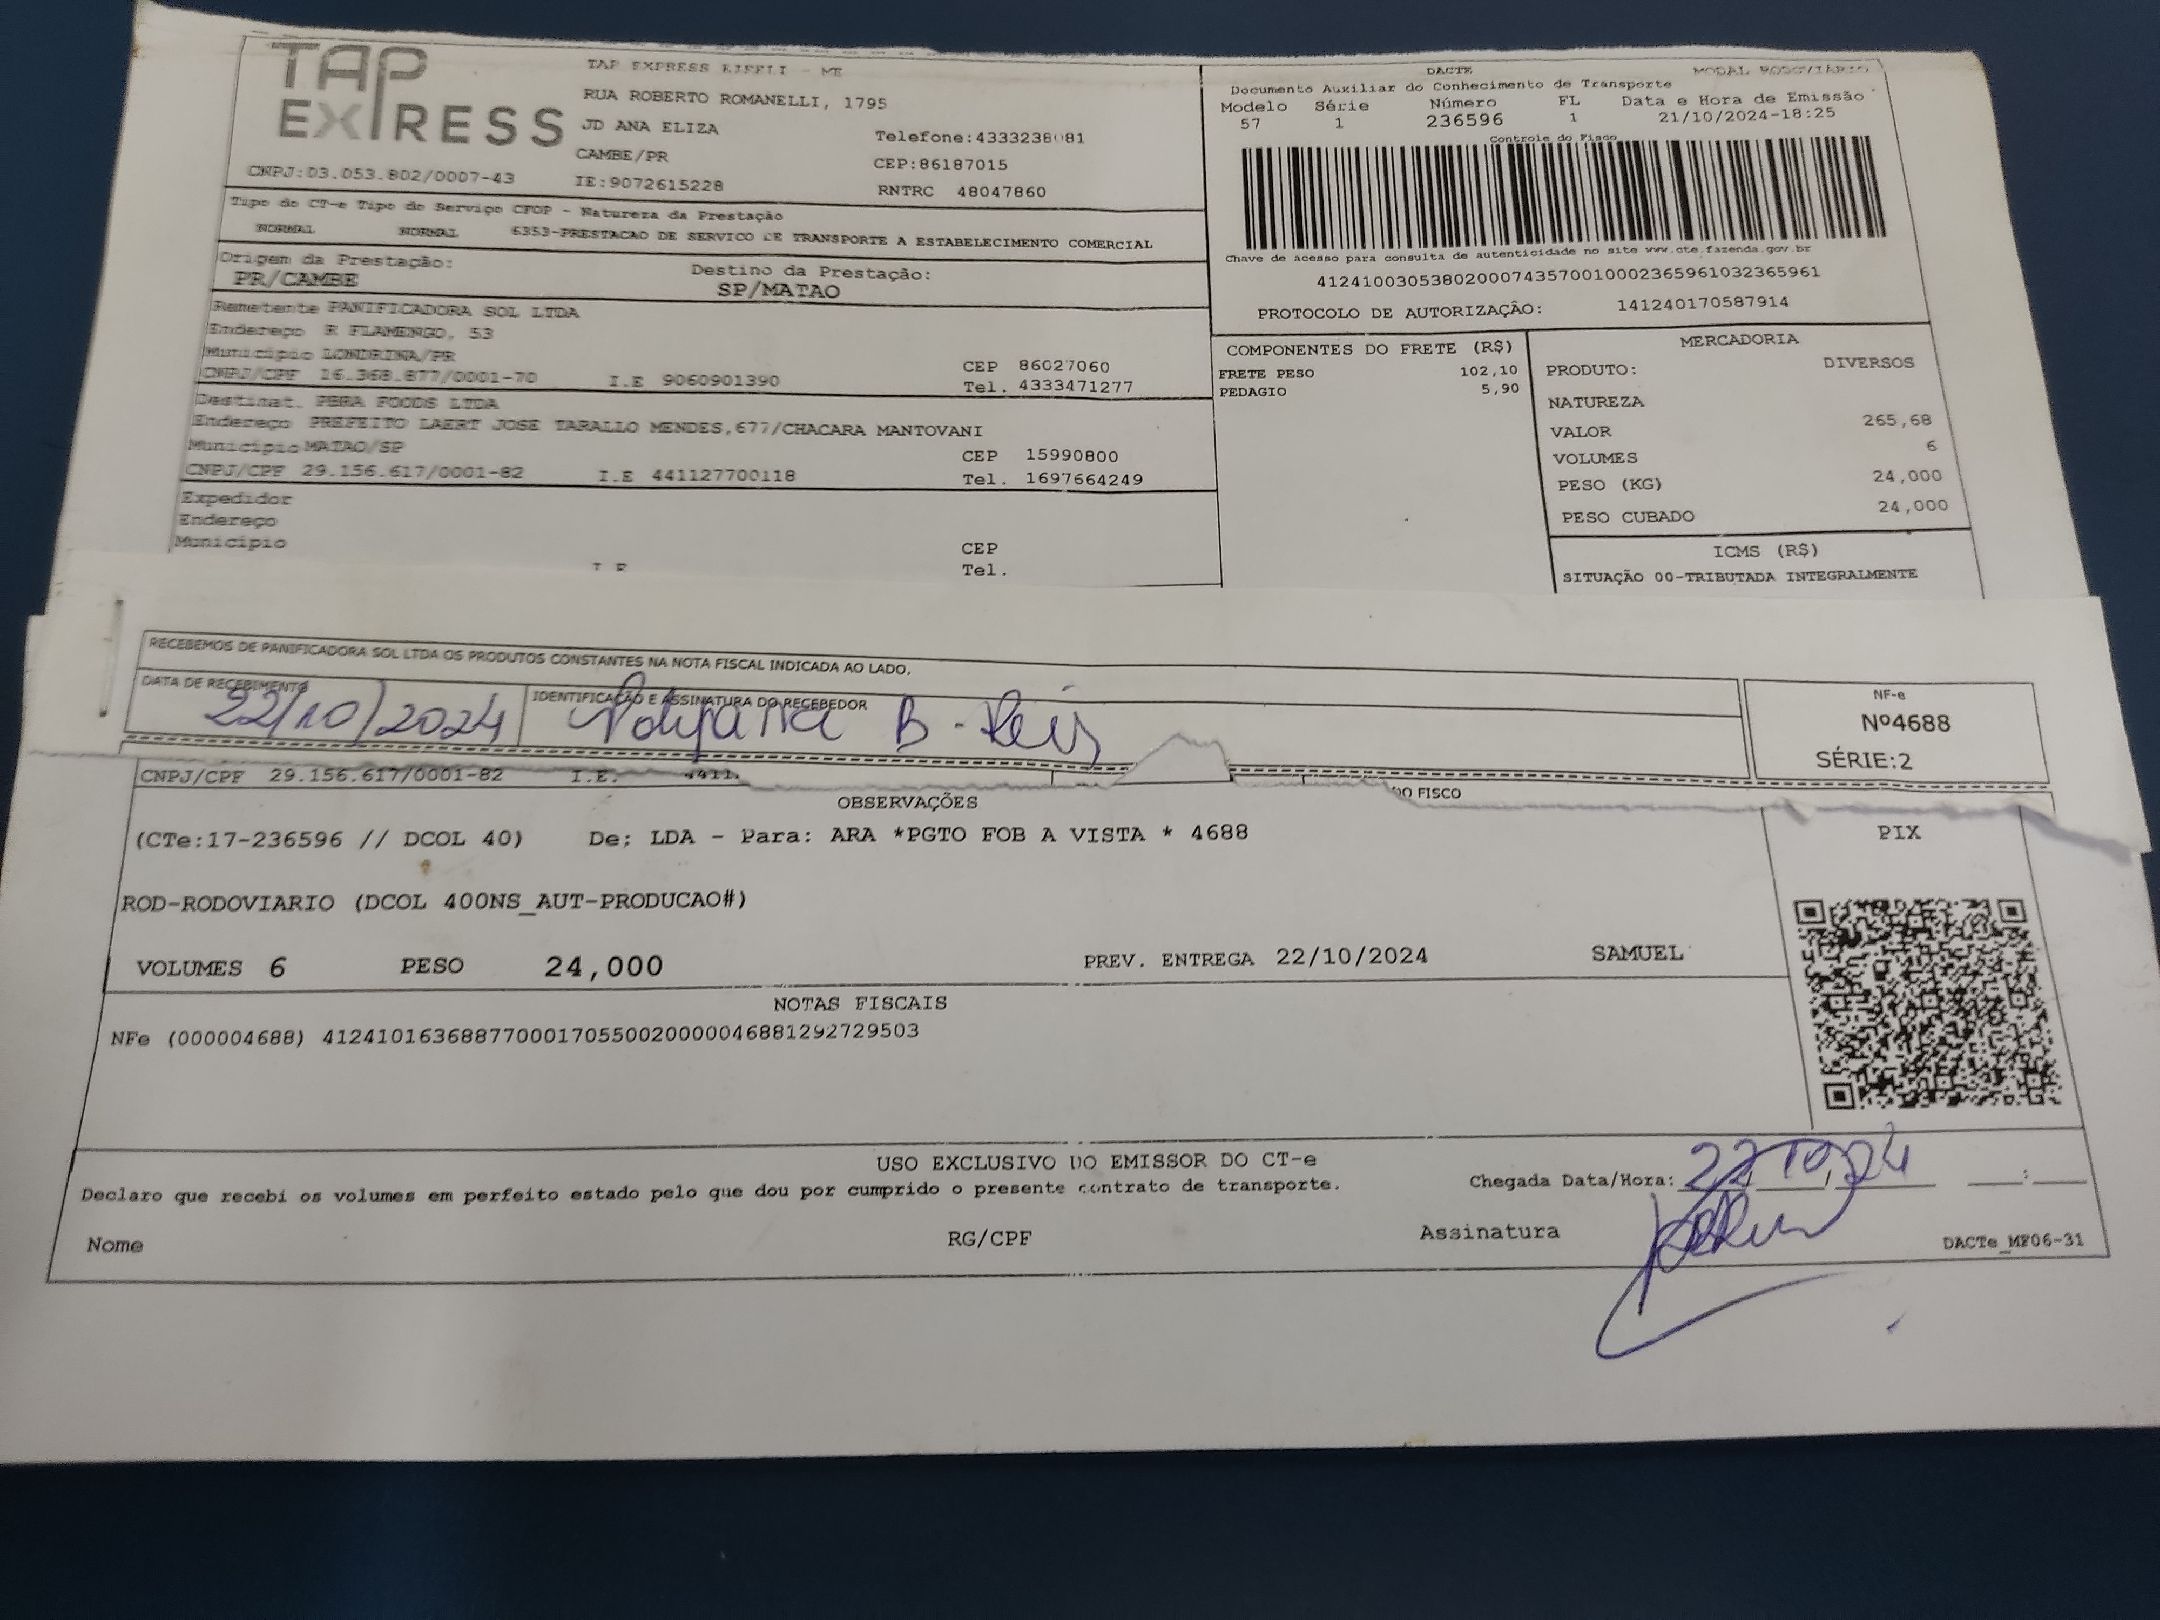 TAP EXPRESS
TAP EXPRESS EIRELI - ME
RUA ROBERTO ROMANELLI, 1795
JD ANA ELIZA
Telefone:4333238081
CAMBE/PR
CEP:86187015
CNPJ:03.053.802/0007-43
IE:9072615228
RNTRC 48047860
Tipo do CT-e Tipo do Serviço CFOP - Natureza da Prestação
NORMAL NORMAL 6353-PRESTACAO DE SERVICO DE TRANSPORTE A ESTABELECIMENTO COMERCIAL
Origem da Prestação: Destino da Prestação:
PR/CAMBE SP/MATAO
Remetente PANIFICADORA SOL LTDA
Endereço R FLAMENGO, 53
Município LONDRINA/PR CEP 86027060
CNPJ/CPF 16.368.877/0001-70 I.E 9060901390 Tel. 4333471277
Destinat. PERA FOODS LTDA
Endereço PREFEITO LAERT JOSE TARALLO MENDES,677/CHACARA MANTOVANI
Município MATAO/SP CEP 15990800
CNPJ/CPF 29.156.617/0001-82 I.E 441127700118 Tel. 1697664249
Expedidor
Endereço
Município CEP
Tel.
DACTE MODAL RODOVIÁRIO
Documento Auxiliar do Conhecimento de Transporte
Modelo Série Número FL Data e Hora de Emissão
57 1 236596 1 21/10/2024-18:25
Controle do Fisco
Chave de acesso para consulta de autenticidade no site www.cte.fazenda.gov.br
41241003053802000743570010002365961032365961
PROTOCOLO DE AUTORIZAÇÃO: 141240170587914
COMPONENTES DO FRETE (R$)
FRETE PESO 102,10
PEDAGIO 5,90
MERCADORIA
PRODUTO: DIVERSOS
NATUREZA
VALOR 265,68
VOLUMES 6
PESO (KG) 24,000
PESO CUBADO 24,000
ICMS (R$)
SITUAÇÃO 00-TRIBUTADA INTEGRALMENTE
RECEBEMOS DE PANIFICADORA SOL LTDA OS PRODUTOS CONSTANTES NA NOTA FISCAL INDICADA AO LADO.
DATA DE RECEBIMENTO IDENTIFICAÇÃO E ASSINATURA DO RECEBEDOR
22/10/2024 B. Reis
NF-e
Nº4688
SÉRIE:2
CNPJ/CPF 29.156.617/0001-82 I.E.
OBSERVAÇÕES DO FISCO
(CTe:17-236596 // DCOL 40) De; LDA - Para: ARA *PGTO FOB A VISTA * 4688
PIX
ROD-RODOVIARIO (DCOL 400NS_AUT-PRODUCAO#)
VOLUMES 6 PESO 24,000 PREV. ENTREGA 22/10/2024 SAMUEL
NOTAS FISCAIS
NFe (000004688) 41241016368877000170550020000046881292729503
USO EXCLUSIVO DO EMISSOR DO CT-e
Declaro que recebi os volumes em perfeito estado pelo que dou por cumprido o presente contrato de transporte.
Chegada Data/Hora: 22 10 24 :
Nome RG/CPF Assinatura
DACTe_MF06-31